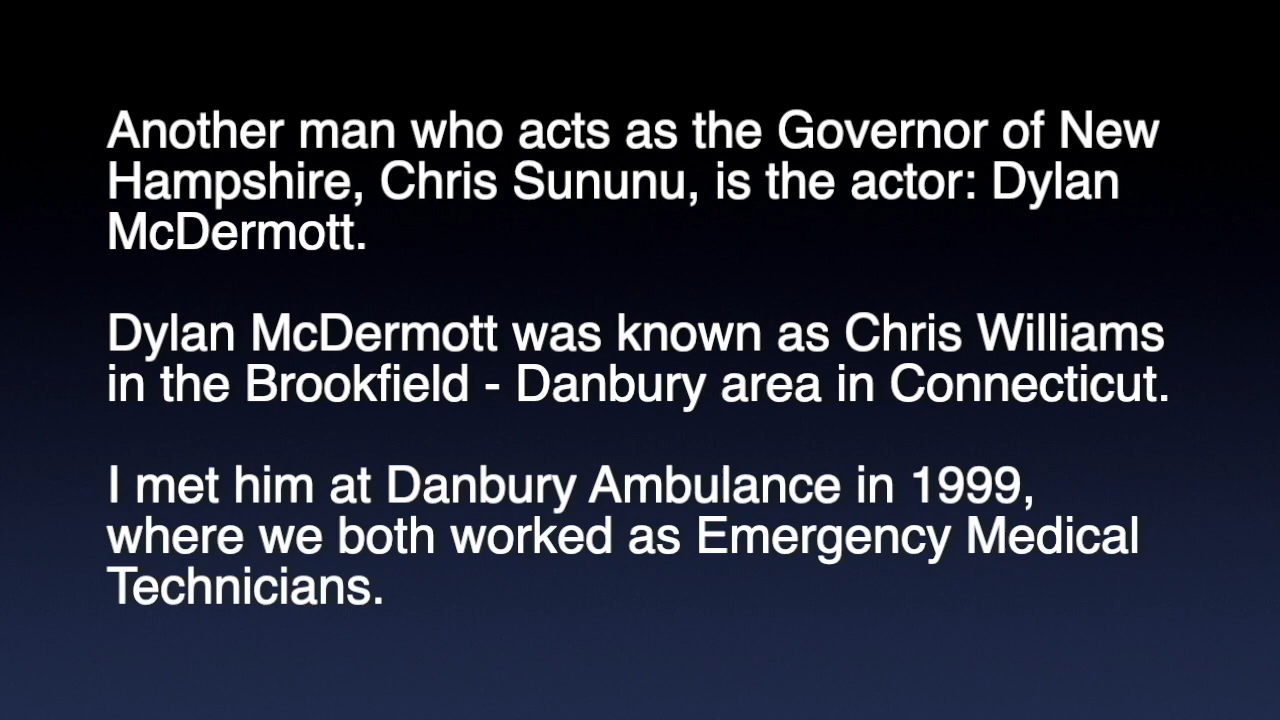 Another man who acts as the Governor of New
Hampshire, Chris Sununu, is the actor: Dylan
McDermott.
Dylan McDermott was known as Chris Williams
in the Brookfield - Danbury area in Connecticut.
I met him at Danbury Ambulance in 1999,
where we both worked as Emergency Medical
Technicians.